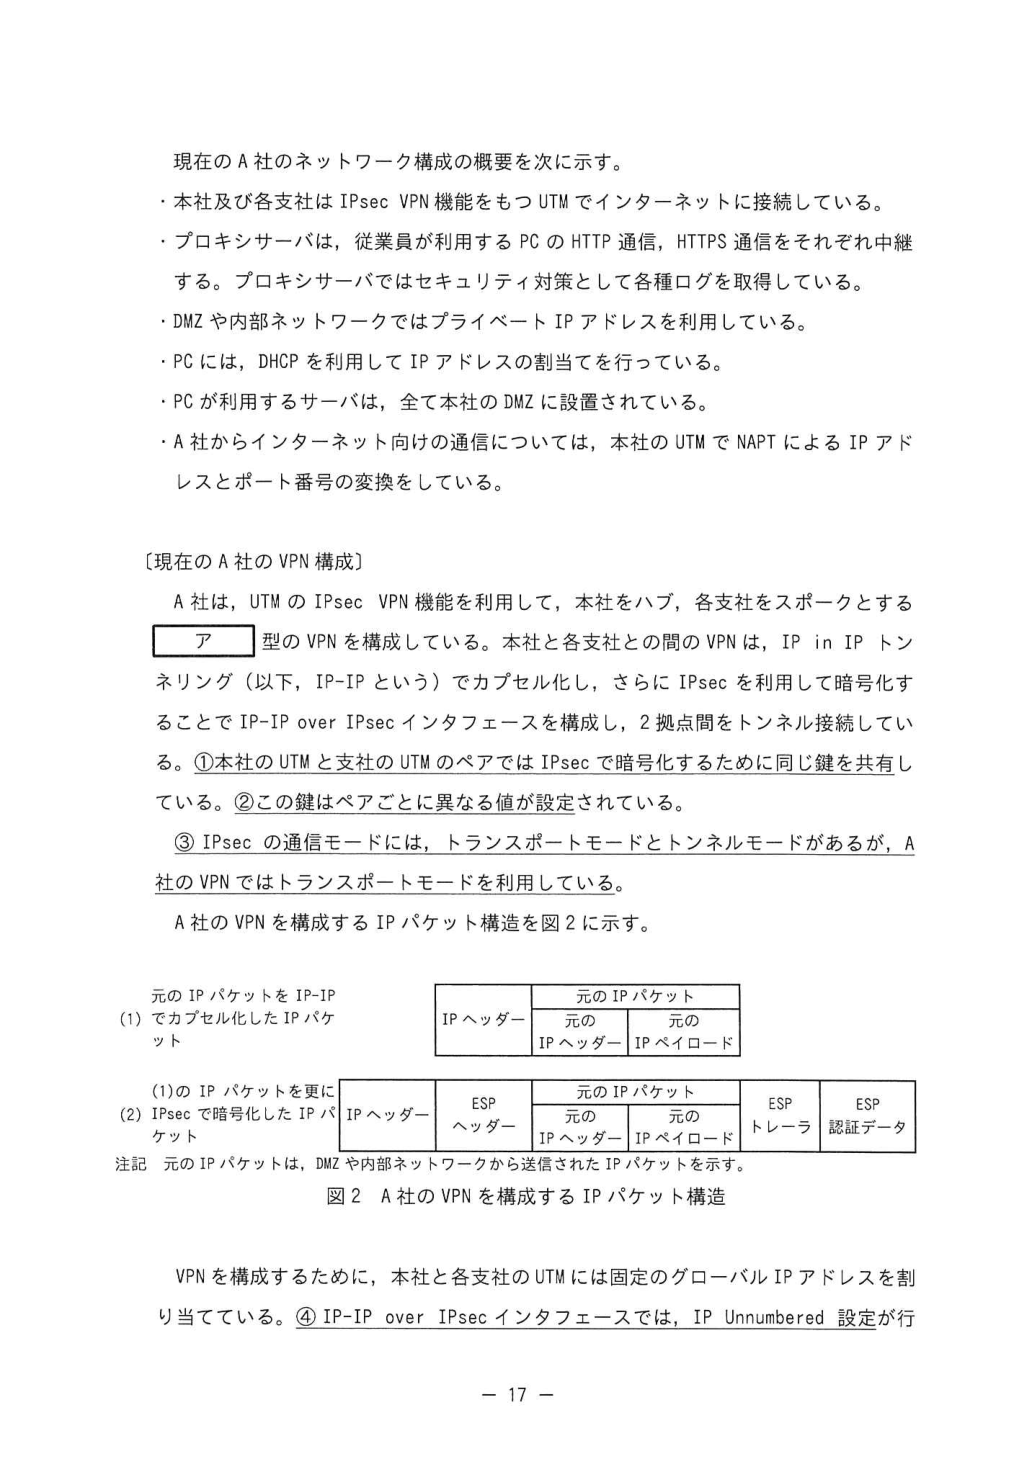 現在の A 社のネットワーク構成の概要を次に示す。
・本社及び各支社は IPsec VPN 機能をもつ UTM でインターネットに接続している。
・プロキシサーバは，従業員が利用する PC の HTTP 通信，HTTPS 通信をそれぞれ中継
する。プロキシサーバではセキュリティ対策として各種ログを取得している。
・DMZ や内部ネットワークではプライベート IP アドレスを利用している。
・PC には，DHCP を利用して IP アドレスの割当てを行っている。
・PC が利用するサーバは，全て本社の DMZ に設置されている。
・A 社からインターネット向けの通信については，本社の UTM で NAPT による IP アド
レスとポート番号の変換をしている。
〔現在の A 社の VPN 構成〕
A 社は，UTM の IPsec VPN 機能を利用して，本社をハブ，各支社をスポークとする
ア 型の VPN を構成している。本社と各支社との間の VPN は，IP in IP トン
ネリング（以下，IP-IP という）でカプセル化し，さらに IPsec を利用して暗号化す
ることで IP-IP over IPsec インタフェースを構成し，2 拠点間をトンネル接続してい
る。①本社の UTM と支社の UTM のペアでは IPsec で暗号化するために同じ鍵を共有し
ている。②この鍵はペアごとに異なる値が設定されている。
③ IPsec の通信モードには，トランスポートモードとトンネルモードがあるが，A
社の VPN ではトランスポートモードを利用している。
A 社の VPN を構成する IP パケット構造を図 2 に示す。
元の IP パケットを IP-IP
(1) でカプセル化した IP パケ
ット
IP ヘッダー
元の IP パケット
元の
IP ヘッダー
元の
IP ペイロード
(1)の IP パケットを更に
(2) IPsec で暗号化した IP パ
ケット
IP ヘッダー
ESP
ヘッダー
元の IP パケット
元の
IP ヘッダー
元の
IP ペイロード
ESP
トレーラ
ESP
認証データ
注記 元の IP パケットは，DMZ や内部ネットワークから送信された IP パケットを示す。
図 2 A 社の VPN を構成する IP パケット構造
VPN を構成するために，本社と各支社の UTM には固定のグローバル IP アドレスを割
り当てている。④ IP-IP over IPsec インタフェースでは，IP Unnumbered 設定が行
— 17 —